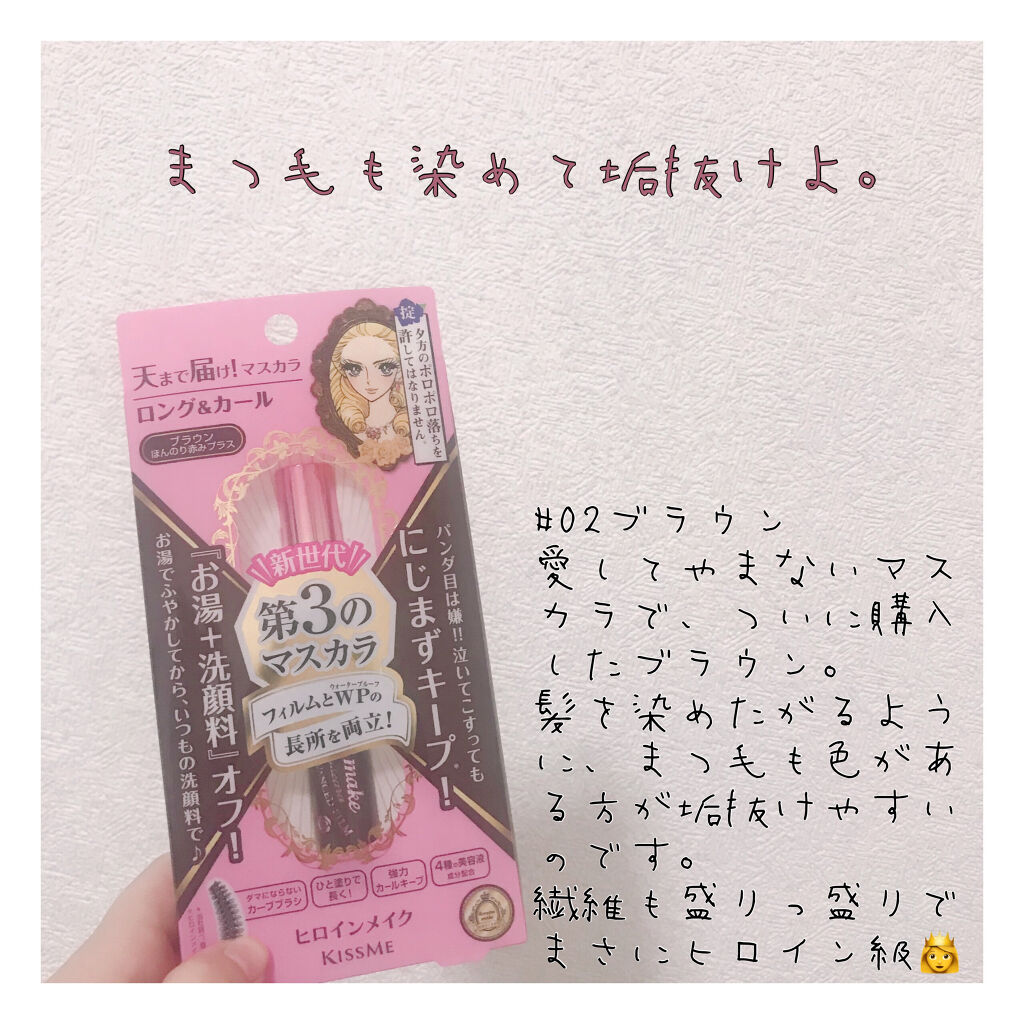 まつ毛も染めて垢抜けよ。
掟
夕方のボロボロ落ちを
許してはなりません。
天まで届け!マスカラ
ロング&カール
ブラウン
ほんのり赤みプラス
パンダ目は嫌!!泣いてこすっても
にじまずキープ!
新世代
第3の
マスカラ
ウォータープルーフ
フィルムとWPの
長所を両立!
『お湯+洗顔料』オフ!
お湯でふやかしてから、いつもの洗顔料で♪
make
ダマにならない
カーブブラシ
ひと塗りで
長く!
強力
カールキープ
4種の美容液
成分配合
ヒロインメイク
KISSME
#02ブラウン
愛してやまないマス
カラで、ついに購入
したブラウン。
髪を染めたがるよう
に、まつ毛も色があ
る方が垢抜けやすい
のです。
繊維も盛りっ盛りで
まさにヒロイン級👸